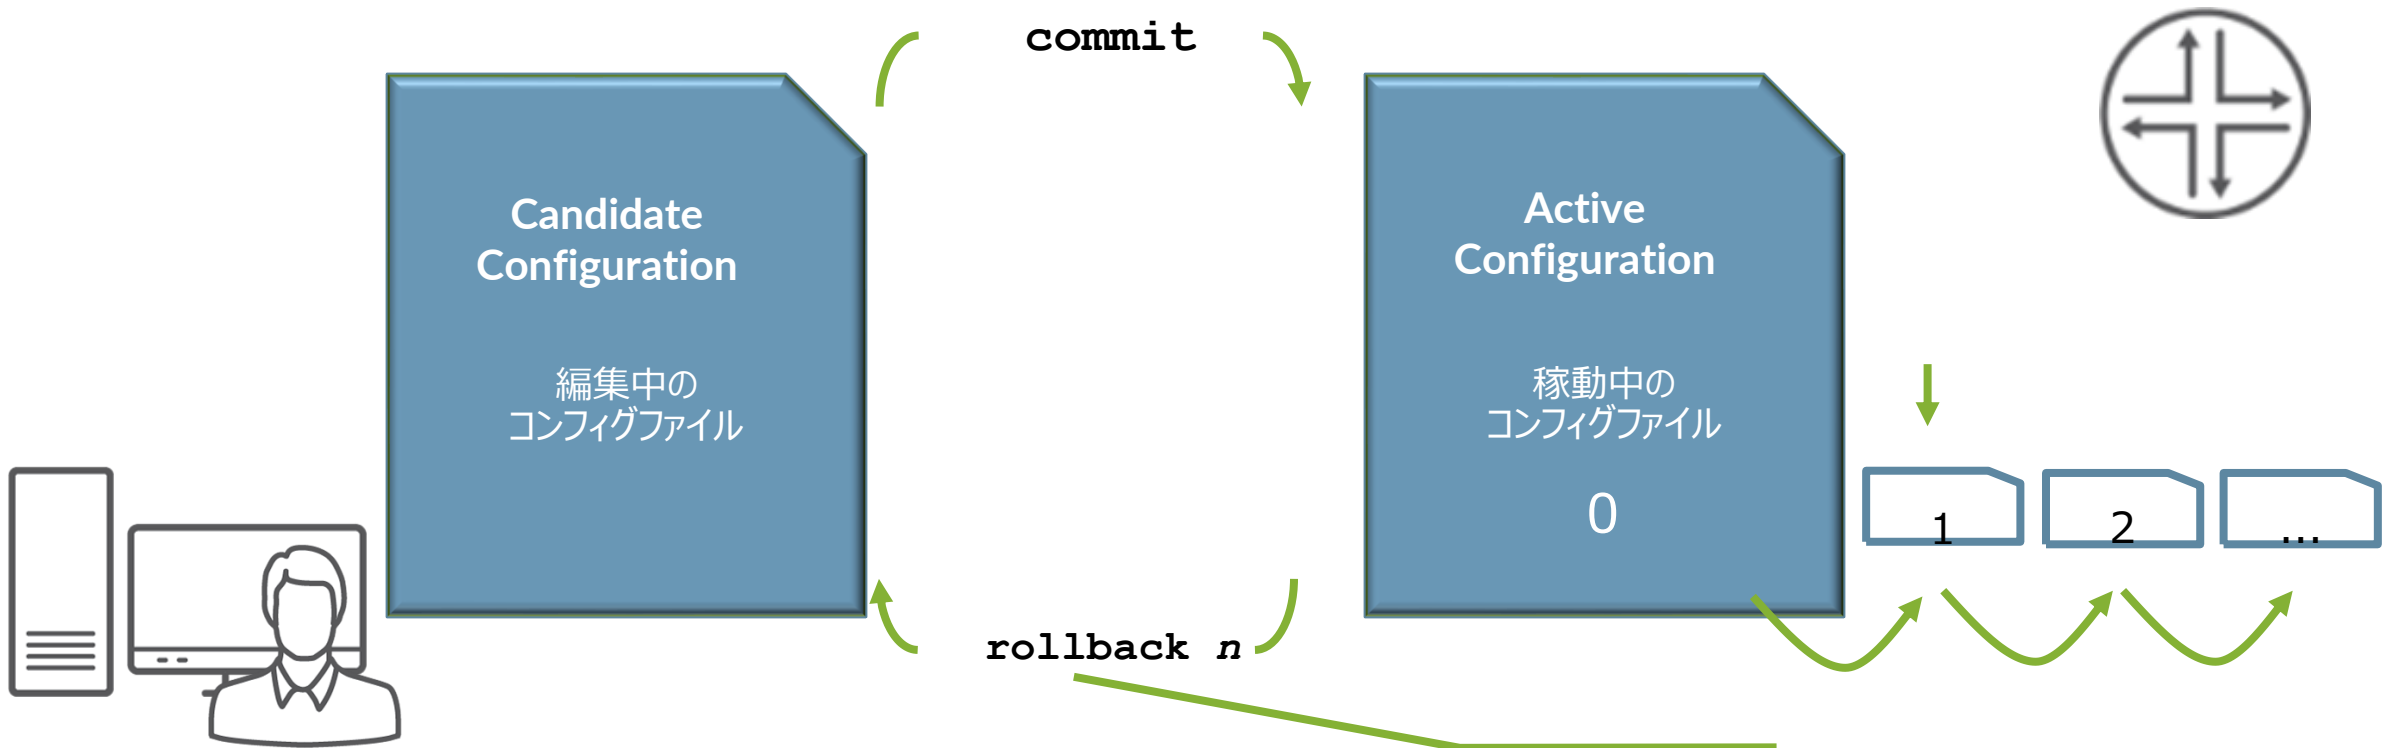 commit
Candidate
Configuration
編集中の
コンフィグファイル
Active
Configuration
稼動中の
コンフィグファイル
0
1
2
...
rollback n